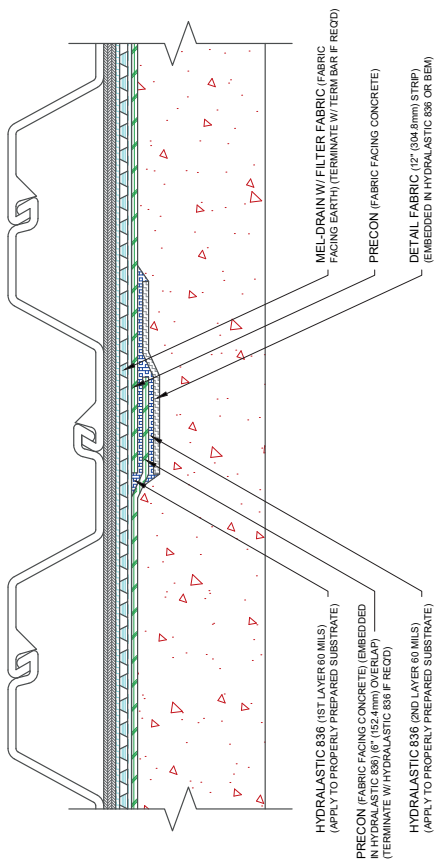 MEL-DRAIN W/ FILTER FABRIC (FABRIC
FACING EARTH) (TERMINATE W/ TERM BAR IF REQ'D)
PRECON (FABRIC FACING CONCRETE)
DETAIL FABRIC (12" (304.8mm) STRIP)
(EMBEDDED IN HYDRALASTIC 836 OR BEM)
HYDRALASTIC 836 (1ST LAYER 60 MILS)
(APPLY TO PROPERLY PREPARED SUBSTRATE)
PRECON (FABRIC FACING CONCRETE) (EMBEDDED
IN HYDRALASTIC 836) (6" (152.4mm) OVERLAP)
(TERMINATE W/ HYDRALASTIC 836 IF REQ'D)
HYDRALASTIC 836 (2ND LAYER 60 MILS)
(APPLY TO PROPERLY PREPARED SUBSTRATE)